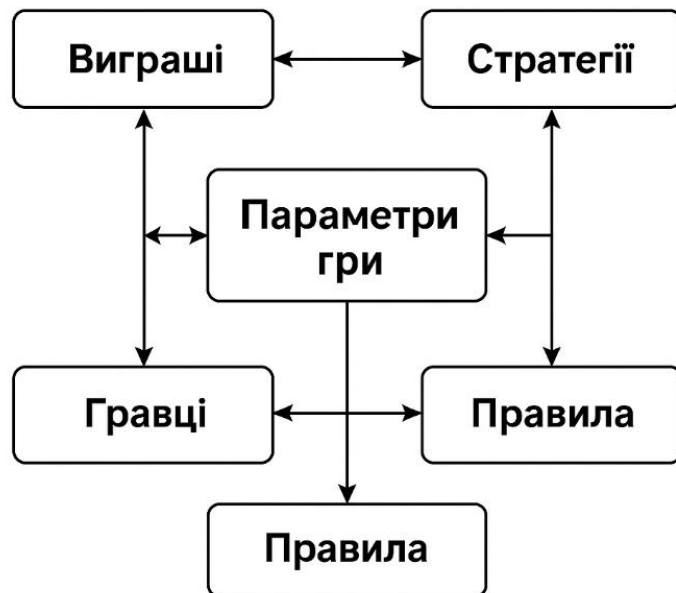 Виграші
Стратегії
Параметри
гри
Гравці
Правила
Правила